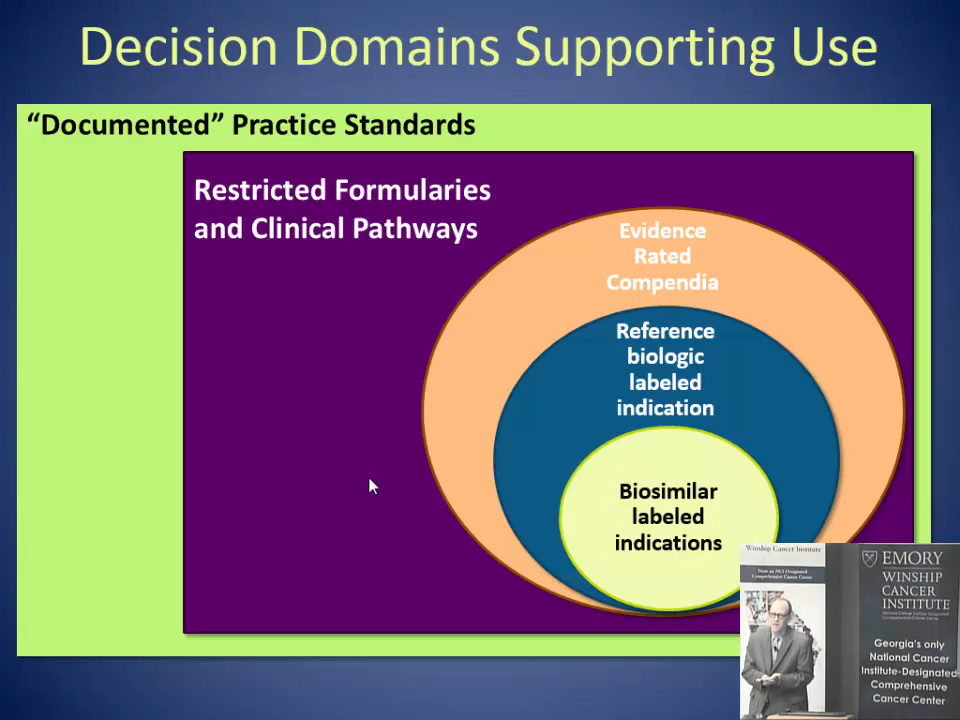 Decision Domains Supporting Use
“Documented” Practice Standards
Restricted Formularies
and Clinical Pathways
Evidence
Rated
Compendia
Reference
biologic
labeled
indication
Biosimilar
labeled
indications
Winship Cancer Institute
Now an NCI Designated
Comprehensive Cancer Center
EMORY
WINSHIP
CANCER
INSTITUTE
Georgia's only
National Cancer
Institute-Designated
Comprehensive
Cancer Center